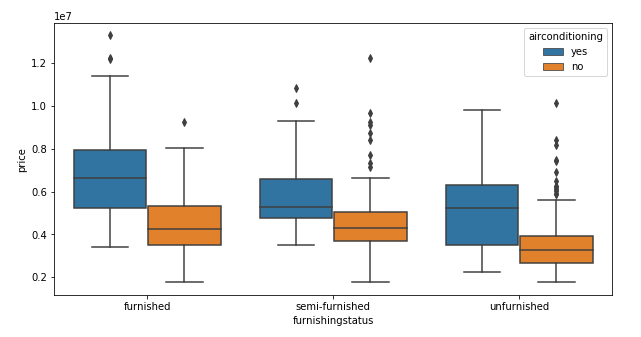 1e7
airconditioning
yes
no
1.2
1.0
0.8
0.6
0.4
0.2
price
furnished
semi-furnished
unfurnished
furnishingstatus